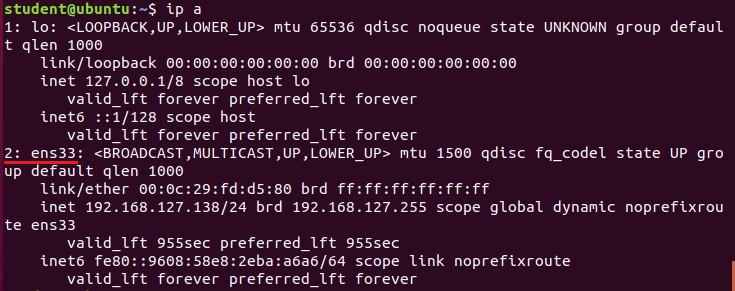 student@ubuntu:~$ ip a
1: lo: <LOOPBACK,UP,LOWER_UP> mtu 65536 qdisc noqueue state UNKNOWN group defaul
t qlen 1000
    link/loopback 00:00:00:00:00:00 brd 00:00:00:00:00:00
    inet 127.0.0.1/8 scope host lo
       valid_lft forever preferred_lft forever
    inet6 ::1/128 scope host
       valid_lft forever preferred_lft forever
2: ens33: <BROADCAST,MULTICAST,UP,LOWER_UP> mtu 1500 qdisc fq_codel state UP gro
up default qlen 1000
    link/ether 00:0c:29:fd:d5:80 brd ff:ff:ff:ff:ff:ff
    inet 192.168.127.138/24 brd 192.168.127.255 scope global dynamic noprefixrou
te ens33
       valid_lft 955sec preferred_lft 955sec
    inet6 fe80::9608:58e8:2eba:a6a6/64 scope link noprefixroute
       valid_lft forever preferred_lft forever